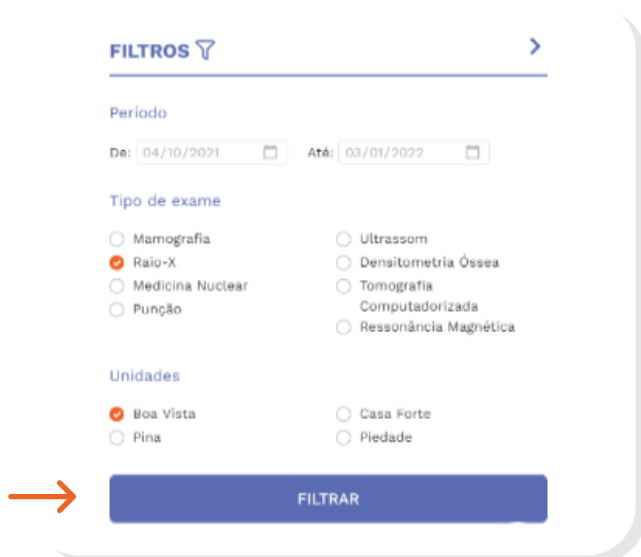 FILTROS
Período
De: 04/10/2021 Até: 03/01/2022
Tipo de exame
Mamografia
Raio-X
Medicina Nuclear
Punção
Ultrassom
Densitometria Óssea
Tomografia
Computadorizada
Ressonância Magnética
Unidades
Boa Vista
Pina
Casa Forte
Piedade
FILTRAR